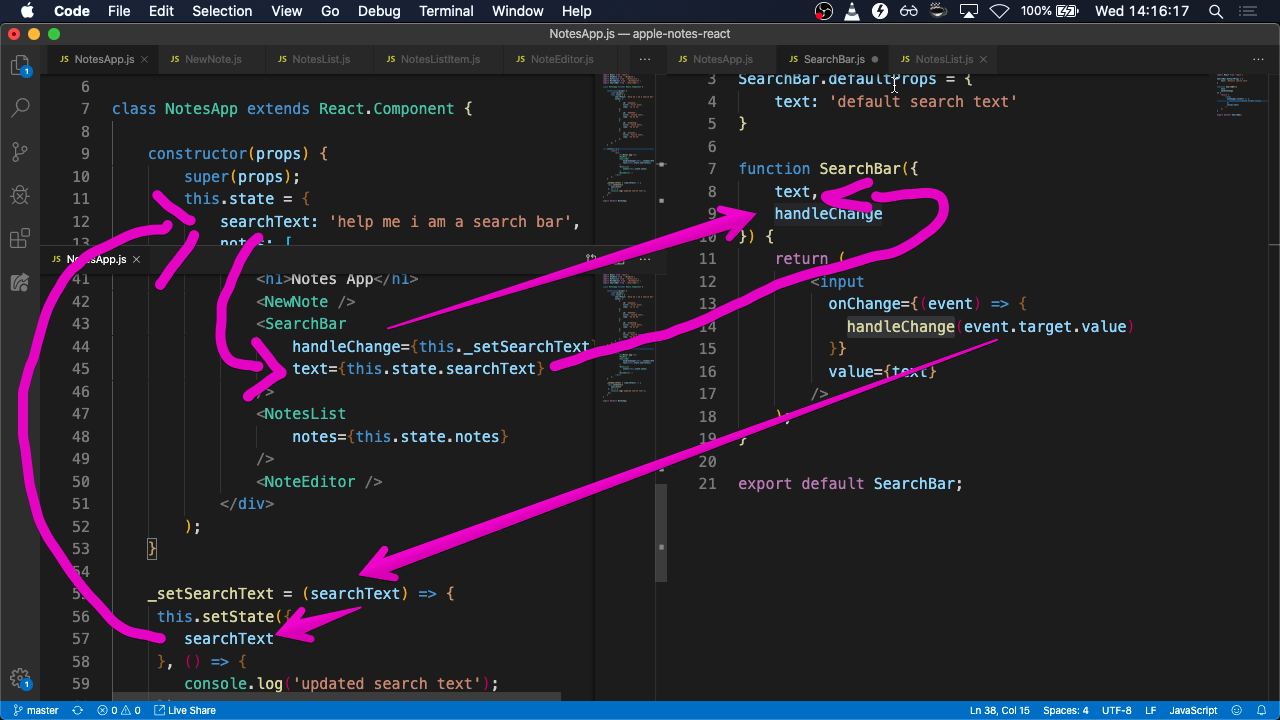 Code File Edit Selection View Go Debug Terminal Window Help 100% Wed 14:16:17
NotesApp.js — apple-notes-react
JS NotesApp.js × JS NewNote.js JS NotesList.js JS NotesListItem.js JS NoteEditor.js ···
6
7 class NotesApp extends React.Component {
8
9 constructor(props) {
10 super(props);
11 this.state = {
12 searchText: 'help me i am a search bar',
13 notes: [
JS NotesApp.js × ···
41 <h1>Notes App</h1>
42 <NewNote />
43 <SearchBar
44 handleChange={this._setSearchText
45 text={this.state.searchText}
46 />
47 <NotesList
48 notes={this.state.notes}
49 />
50 <NoteEditor />
51 </div>
52 );
53 }
54
55 _setSearchText = (searchText) => {
56 this.setState({
57 searchText
58 }, () => {
59 console.log('updated search text');
JS NotesApp.js JS SearchBar.js ● JS NotesList.js × ···
3 SearchBar.defaultProps = {
4 text: 'default search text'
5 }
6
7 function SearchBar({
8 text,
9 handleChange
10 }) {
11 return (
12 <input
13 onChange={(event) => {
14 handleChange(event.target.value)
15 }}
16 value={text}
17 />
18 );
19 }
20
21 export default SearchBar;
1
1
master 0 0 Live Share Ln 38, Col 15 Spaces: 4 UTF-8 LF JavaScript